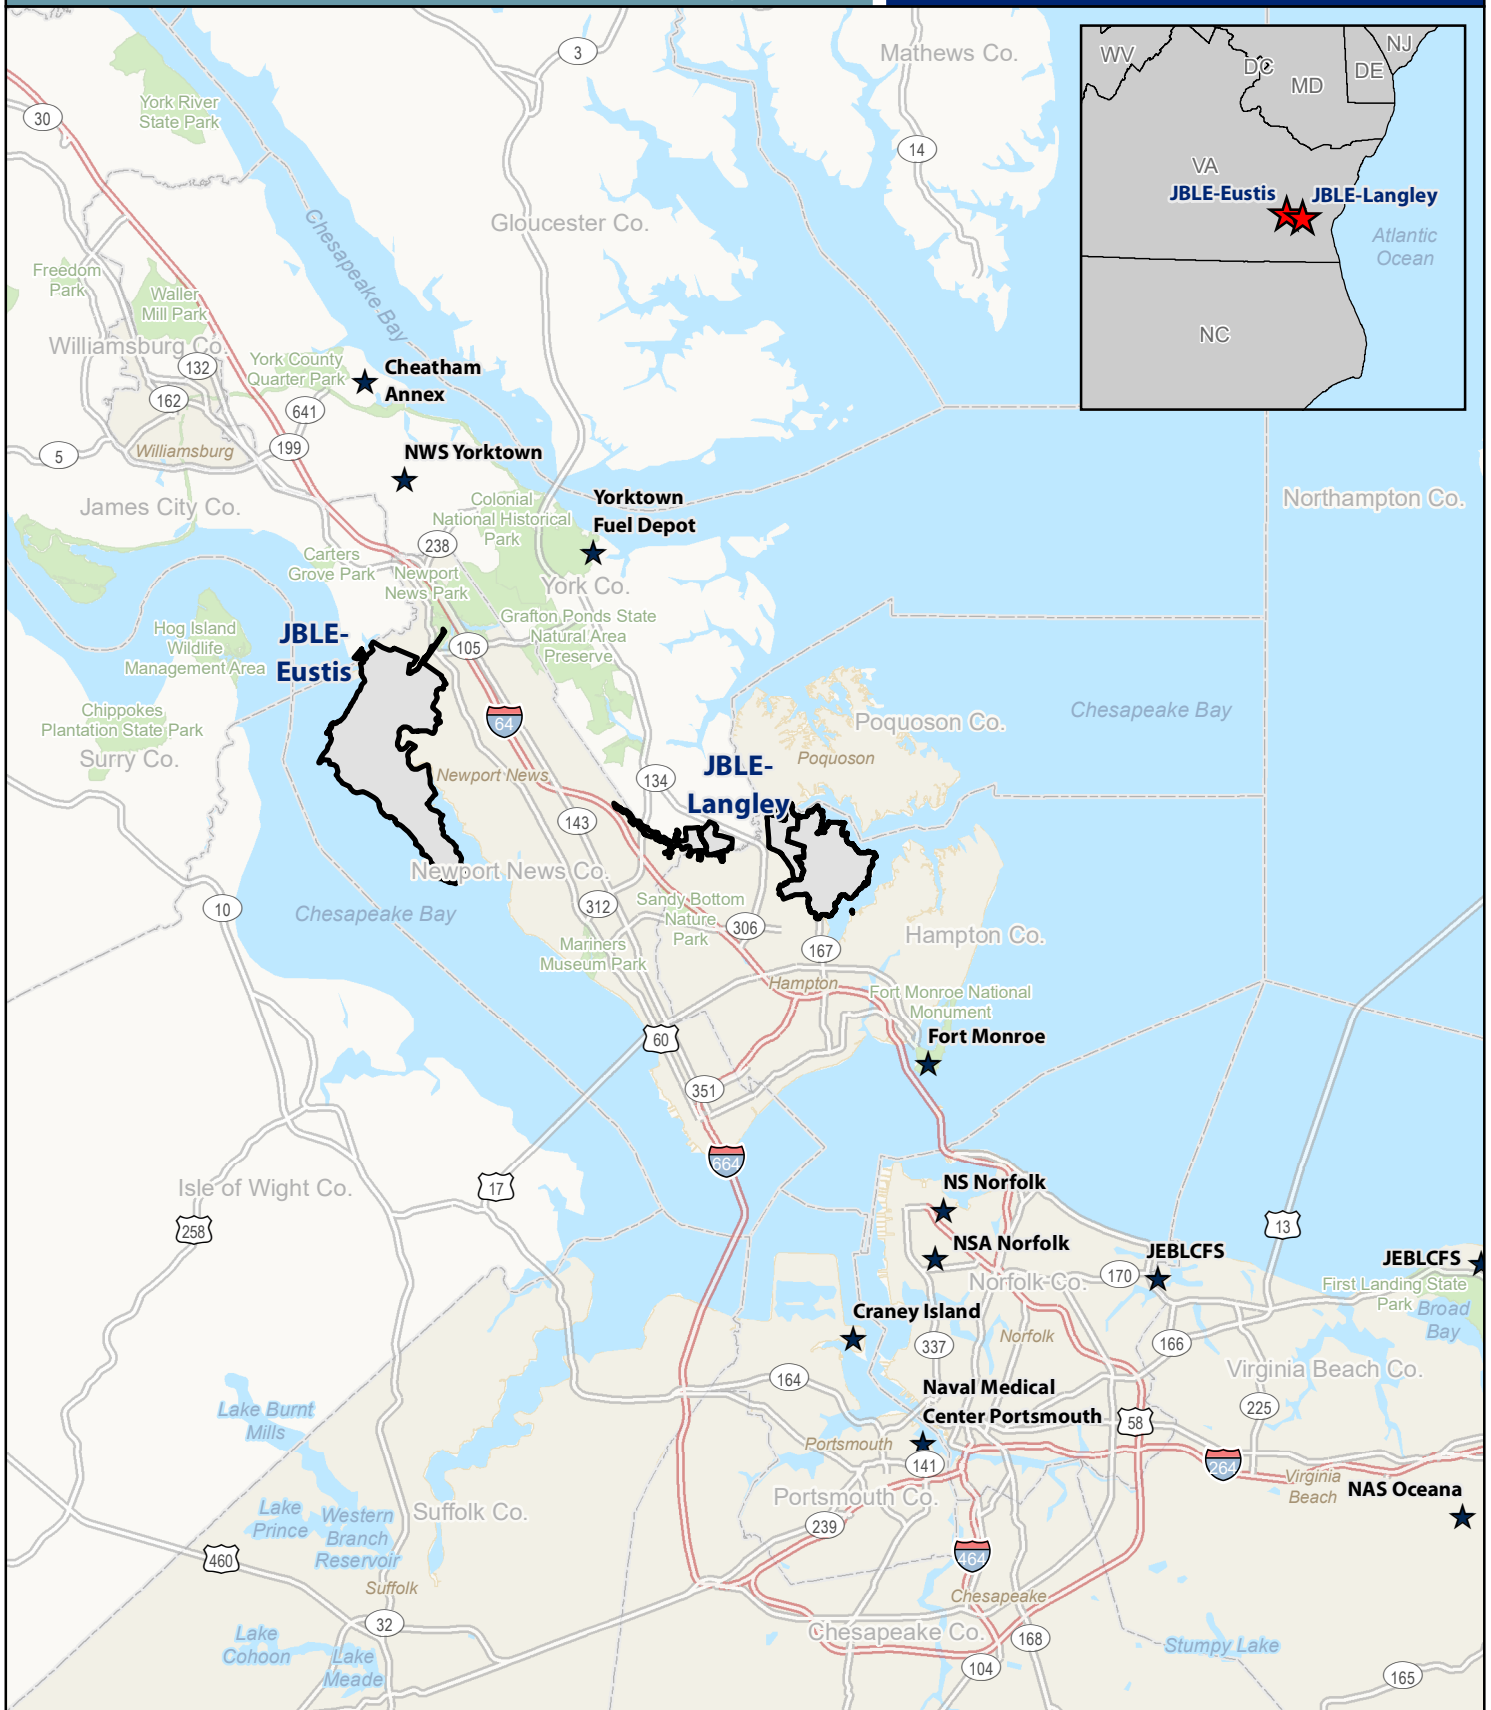 3
Mathews Co.
WV
DC
NJ
MD
DE
York River
State Park
30
14
VA
JBLE-Eustis
JBLE-Langley
Atlantic
Ocean
NC
Chesapeake Bay
Gloucester Co.
Freedom
Park
Waller
Mill Park
Williamsburg Co.
132
York County
Quarter Park
Cheatham
Annex
162
641
199
5
Williamsburg
NWS Yorktown
James City Co.
Colonial
National Historical
Park
Yorktown
Fuel Depot
Northampton Co.
238
Carters
Grove Park
Newport
News Park
York Co.
Hog Island
Wildlife
Management Area
JBLE-
Eustis
105
Grafton Ponds State
Natural Area
Preserve
Chippokes
Plantation State Park
Surry Co.
64
Poquoson Co.
Chesapeake Bay
Poquoson
Newport News
134
JBLE-
Langley
143
Newport News Co.
10
Chesapeake Bay
312
Sandy Bottom
Nature
Park
306
167
Hampton Co.
Mariners
Museum Park
Hampton
Fort Monroe National
Monument
Fort Monroe
60
351
664
17
Isle of Wight Co.
258
NS Norfolk
NSA Norfolk
Norfolk Co.
170
JEBLCFS
13
JEBLCFS
First Landing State
Park
Broad
Bay
Craney Island
337
Norfolk
166
Virginia Beach Co.
164
Naval Medical
Center Portsmouth
58
225
Lake Burnt
Mills
Portsmouth
141
264
Virginia
Beach
NAS Oceana
Portsmouth Co.
239
Lake
Prince
Western
Branch
Reservoir
Suffolk Co.
460
464
Suffolk
Chesapeake
32
Chesapeake Co.
168
Lake
Cohoon
Lake
Meade
104
Stumpy Lake
165